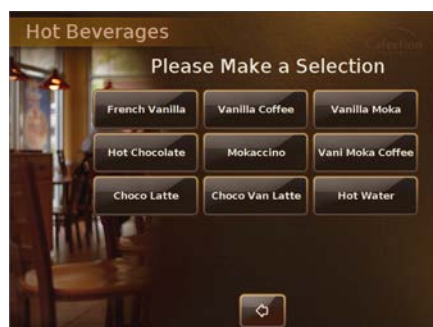 Hot Beverages
Cafection
Please Make a Selection
French Vanilla Vanilla Coffee Vanilla Moka
Hot Chocolate Mokaccino Vani Moka Coffee
Choco Latte Choco Van Latte Hot Water